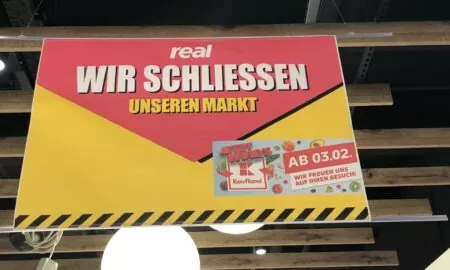 real
WIR SCHLIESSEN
UNSEREN MARKT
Kaufland
AB 03.02.
WIR FREUEN UNS
AUF IHREN BESUCH!